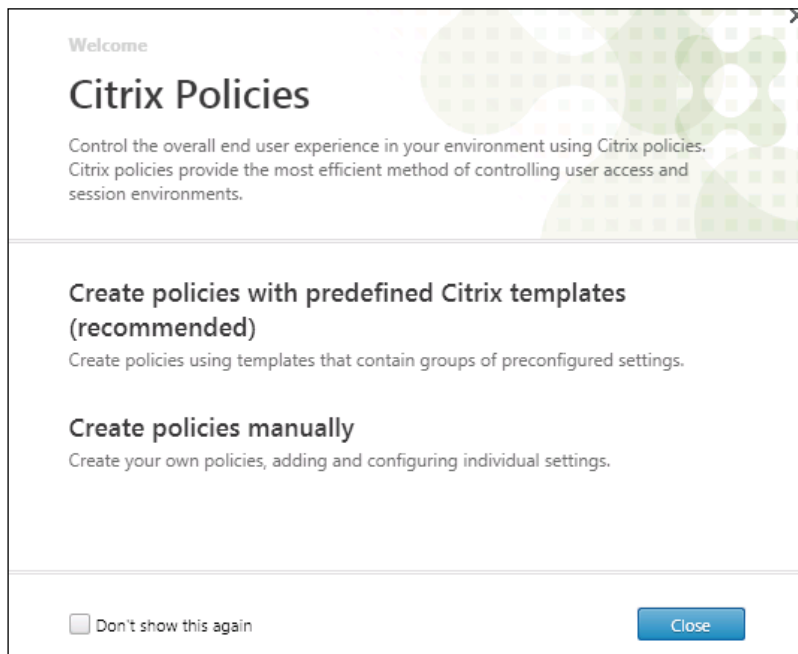 Welcome
Citrix Policies
Control the overall end user experience in your environment using Citrix policies.
Citrix policies provide the most efficient method of controlling user access and
session environments.
Create policies with predefined Citrix templates
(recommended)
Create policies using templates that contain groups of preconfigured settings.
Create policies manually
Create your own policies, adding and configuring individual settings.
Don't show this again
Close